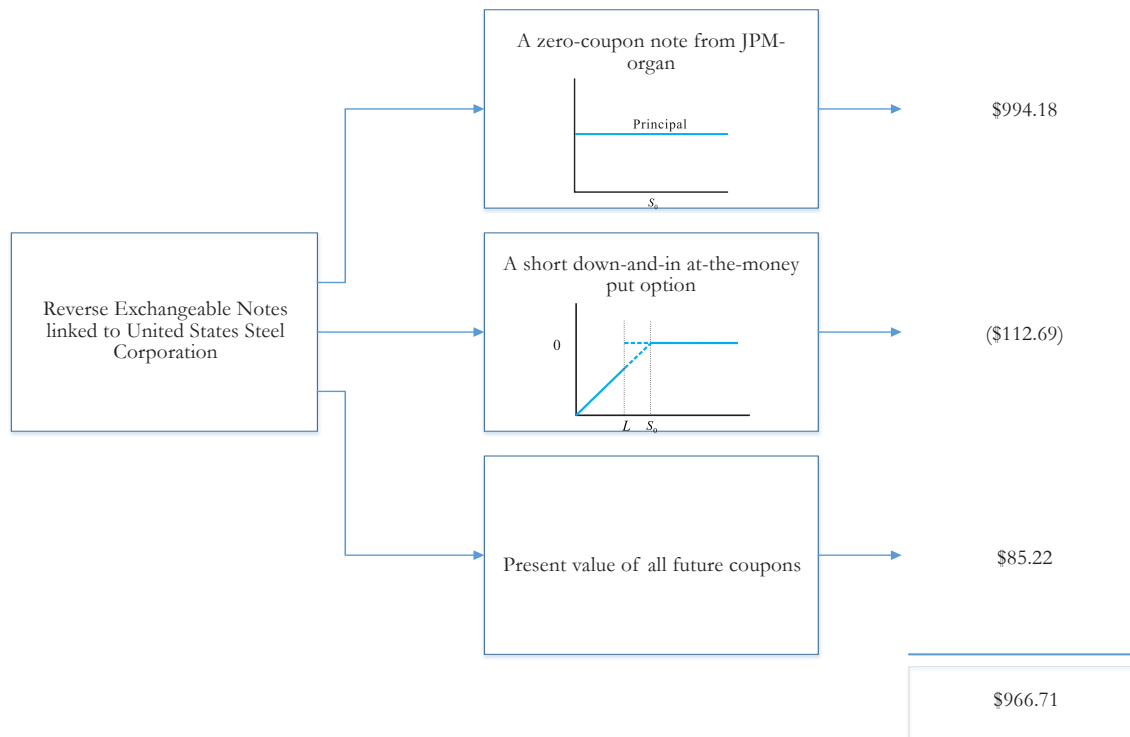 A zero-coupon note from JPM-
organ
Principal
S₀
$994.18
Reverse Exchangeable Notes
linked to United States Steel
Corporation
A short down-and-in at-the-money
put option
0
L S₀
($112.69)
Present value of all future coupons
$85.22
$966.71